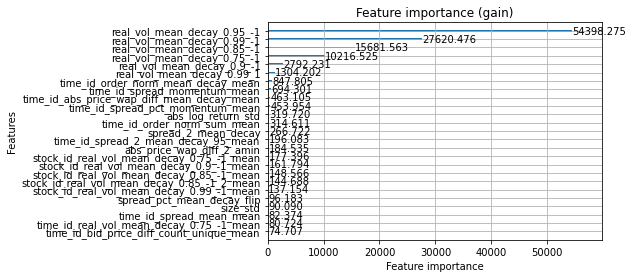 Feature importance (gain)
real_vol_mean_decay_0.95_-1 54398.275
real_vol_mean_decay_0.99_-1 27620.476
real_vol_mean_decay_0.85_-1 15681.563
real_vol_mean_decay_0.75_-1 10216.525
real_vol_mean_decay_0.9_-1 2792.231
real_vol_mean_decay_0.99_1 1304.202
time_id_order_norm_mean_decay_mean 847.805
time_id_spread_momentum_mean 694.301
time_id_abs_price_wap_diff_mean_decay_mean 463.105
time_id_spread_pct_momentum_mean 453.954
abs_log_return_std 319.720
time_id_order_norm_sum_mean 314.611
spread_2_mean_decay 266.722
time_id_spread_2_mean_decay_95_mean 196.083
abs_price_wap_diff_2_amin 184.535
stock_id_real_vol_mean_decay_0.75_-1_mean 177.396
stock_id_real_vol_mean_decay_0.9_-1_mean 161.794
stock_id_real_vol_mean_decay_0.85_-1_mean 148.566
stock_id_real_vol_mean_decay_0.85_-1_2_mean 144.688
stock_id_real_vol_mean_decay_0.99_-1_mean 137.154
spread_pct_mean_decay_flip 96.183
size_std 90.090
time_id_spread_mean_mean 82.374
time_id_real_vol_mean_decay_0.75_-1_mean 80.724
time_id_bid_price_diff_count_unique_mean 74.707
Features
0 10000 20000 30000 40000 50000
Feature importance